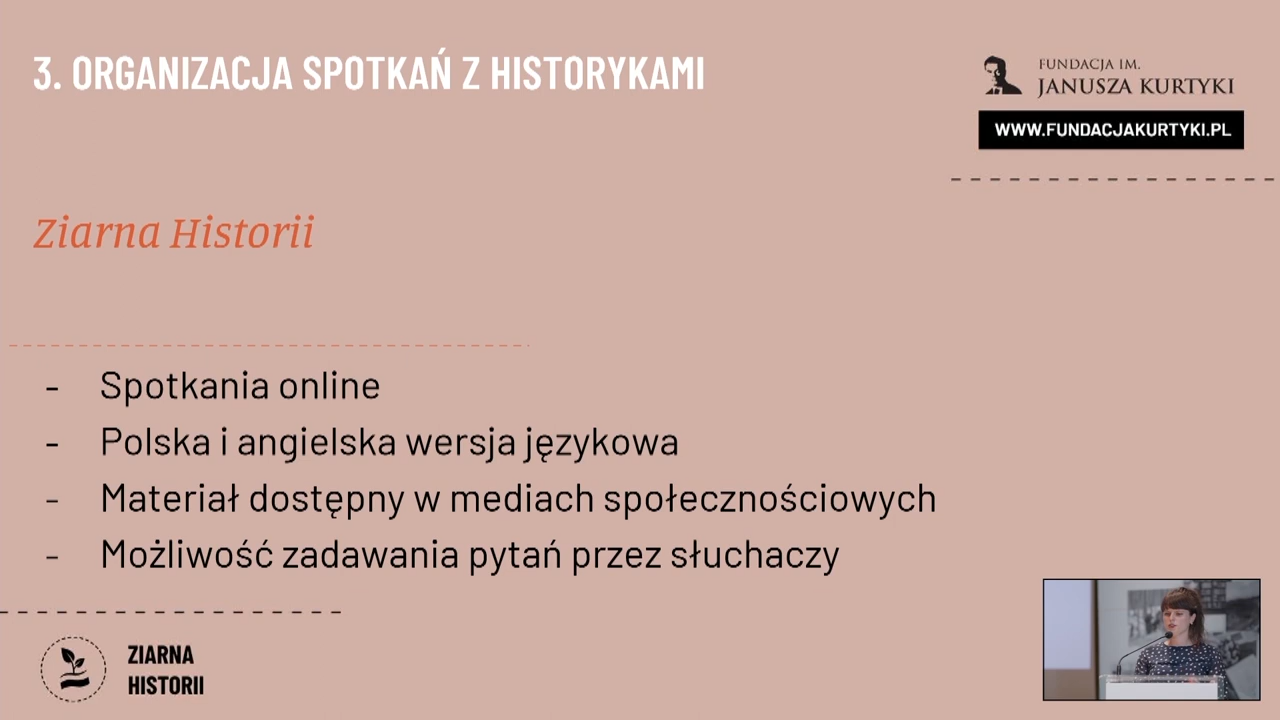 3. ORGANIZACJA SPOTKAŃ Z HISTORYKAMI
FUNDACJA IM.
JANUSZA KURTYKI
WWW.FUNDACJAKURTYKI.PL
Ziarna Historii
- Spotkania online
- Polska i angielska wersja językowa
- Materiał dostępny w mediach społecznościowych
- Możliwość zadawania pytań przez słuchaczy
ZIARNA
HISTORII